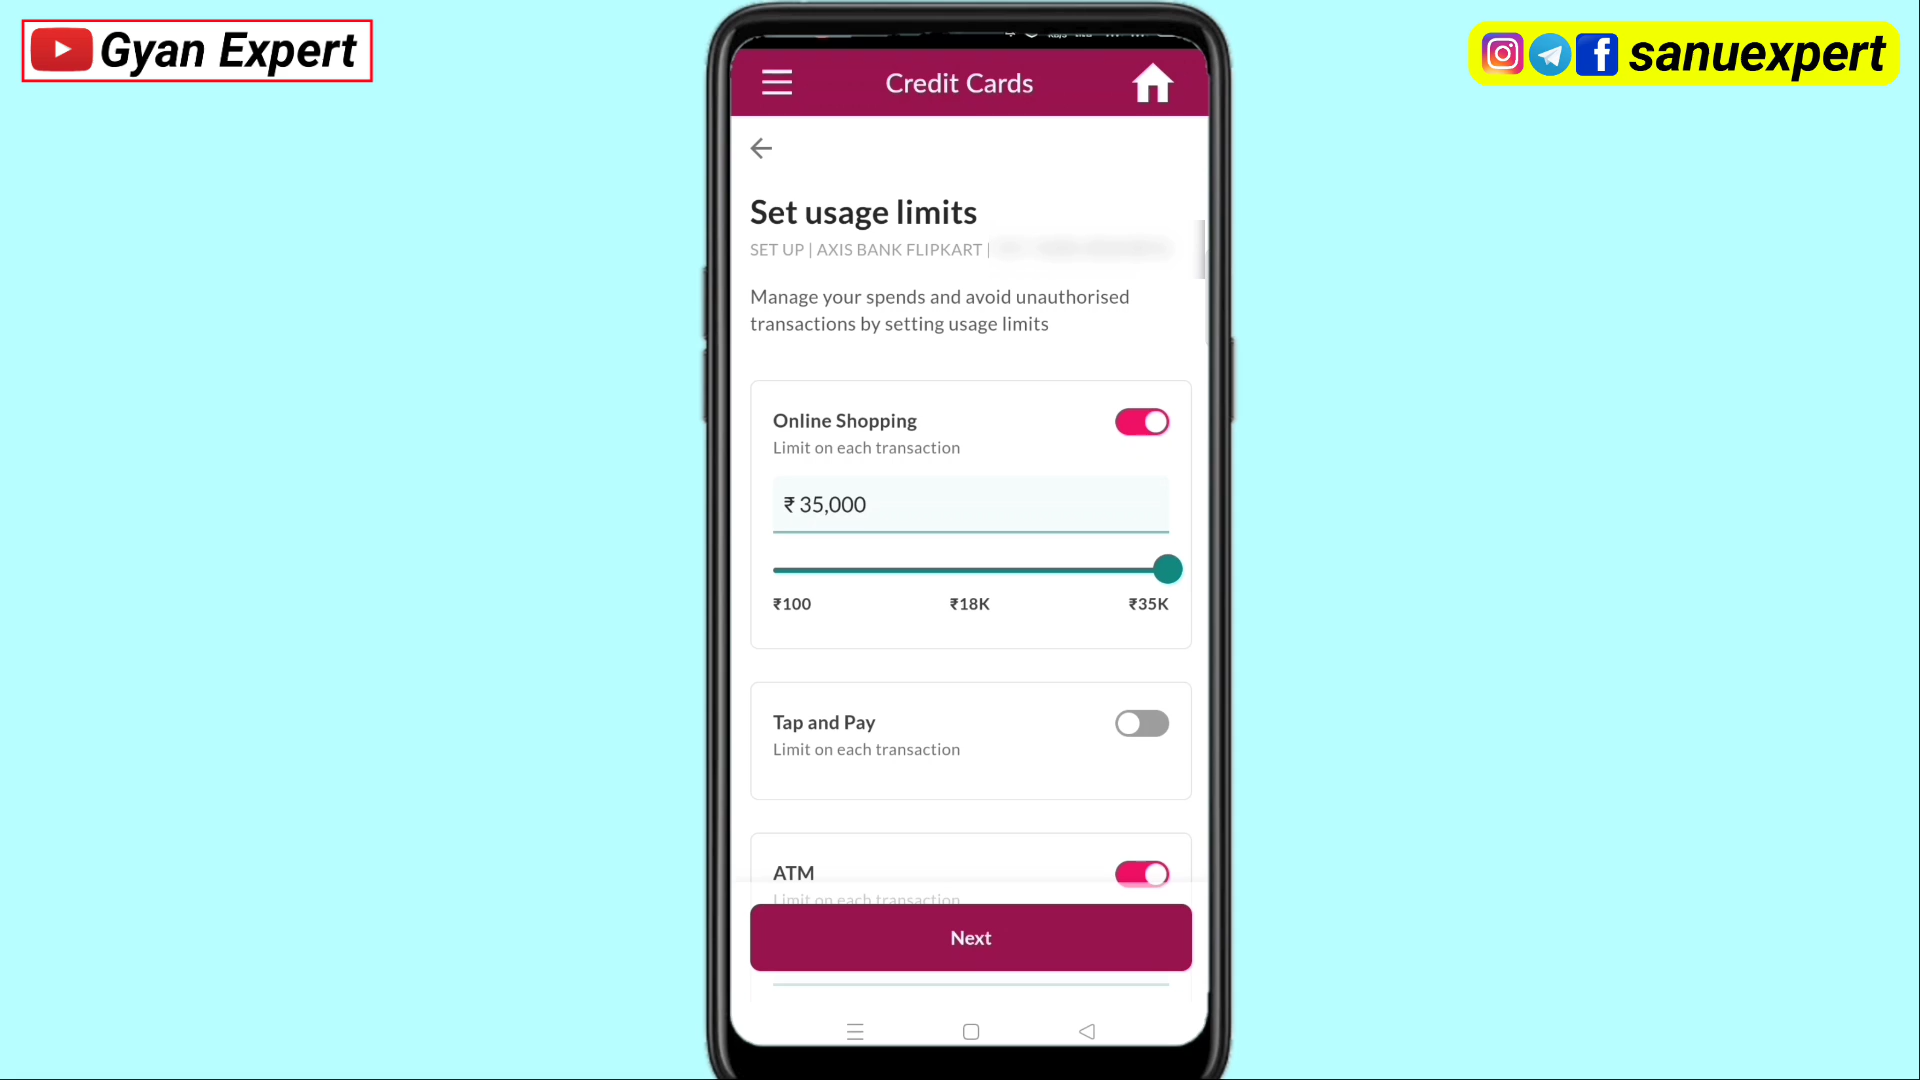 Gyan Expert
sanuexpert
Credit Cards
Set usage limits
SET UP | AXIS BANK FLIPKART |
Manage your spends and avoid unauthorised
transactions by setting usage limits
Online Shopping
Limit on each transaction
₹ 35,000
₹100 ₹18K ₹35K
Tap and Pay
Limit on each transaction
ATM
Limit on each transaction
Next